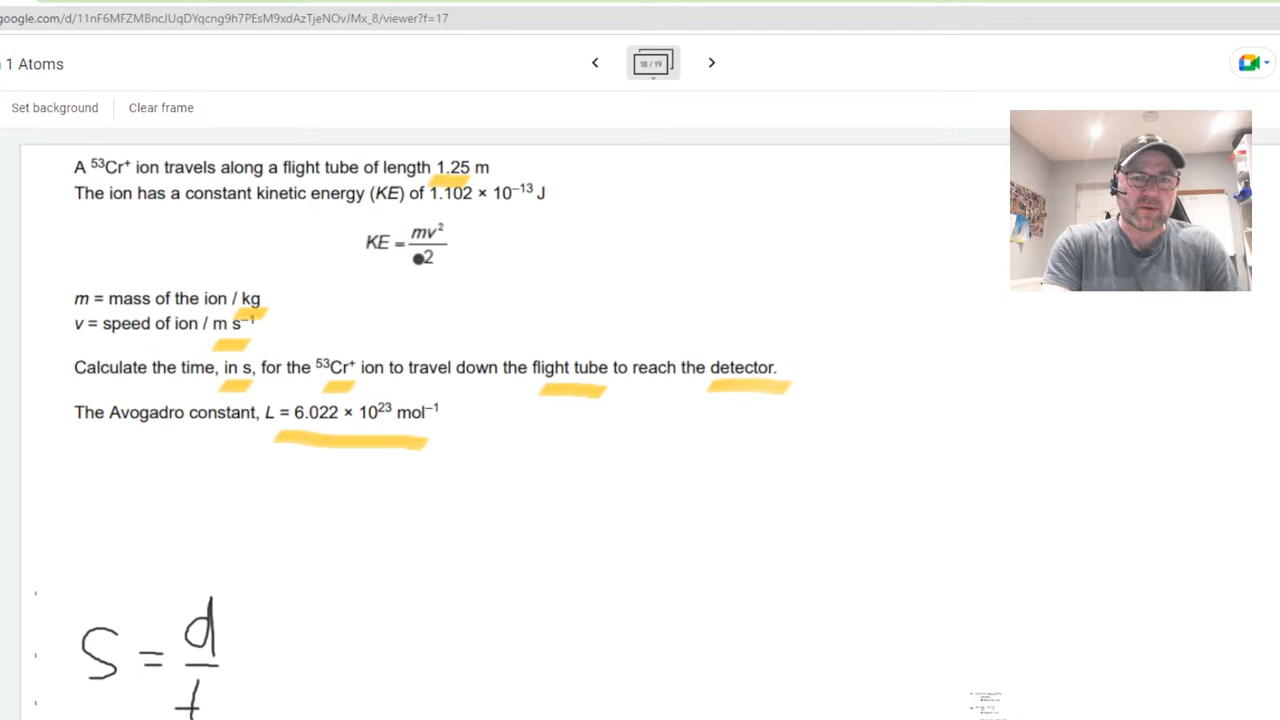 google.com/d/11nF6MFZMBncJUqDYqcng9h7PEsM9xdAzTjeNOvJMx_8/viewer?f=17
1 Atoms
18 / 19
Set background Clear frame
A ⁵³Cr⁺ ion travels along a flight tube of length 1.25 m
The ion has a constant kinetic energy (KE) of 1.102 × 10⁻¹³ J
KE = mv²/2
m = mass of the ion / kg
v = speed of ion / m s⁻¹
Calculate the time, in s, for the ⁵³Cr⁺ ion to travel down the flight tube to reach the detector.
The Avogadro constant, L = 6.022 × 10²³ mol⁻¹
S = d/t